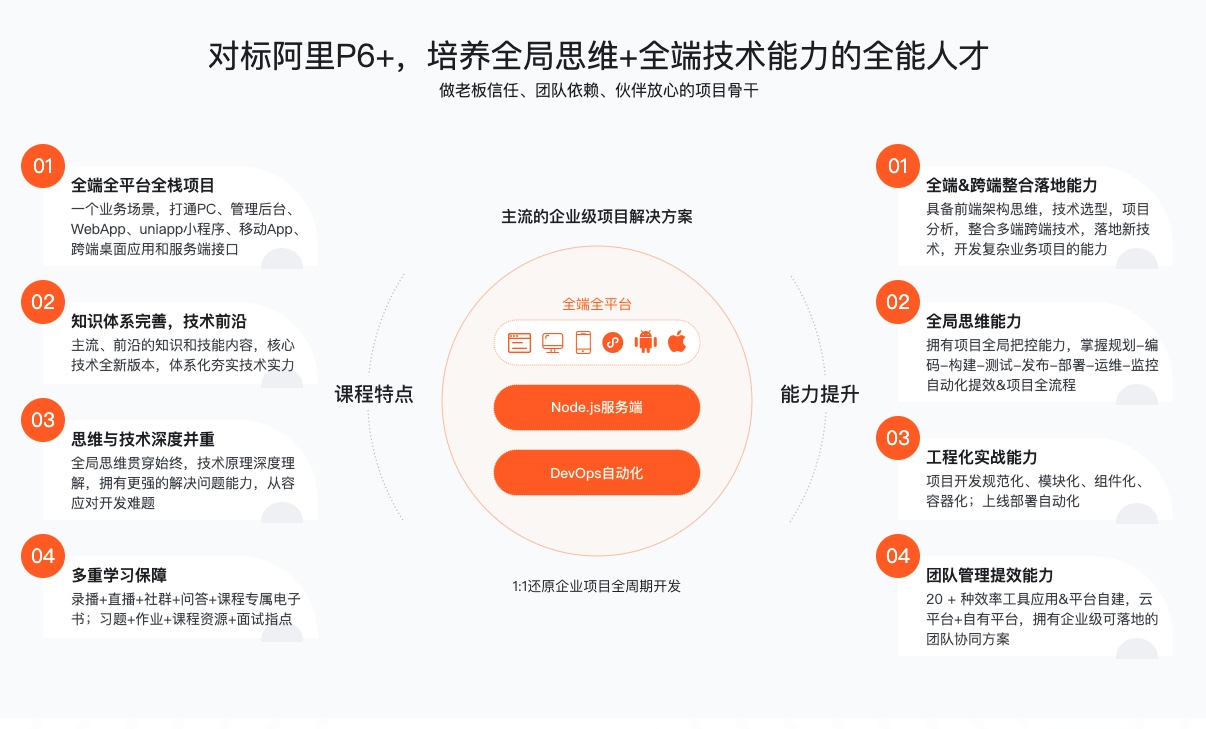 对标阿里P6+，培养全局思维+全端技术能力的全能人才
做老板信任、团队依赖、伙伴放心的项目骨干
01
全端全平台全栈项目
一个业务场景，打通PC、管理后台、
WebApp、uniapp小程序、移动App、
跨端桌面应用和服务端接口
02
知识体系完善，技术前沿
主流、前沿的知识和技能内容，核心
技术全新版本，体系化夯实技术实力
03
思维与技术深度并重
全局思维贯穿始终，技术原理深度理
解，拥有更强的解决问题能力，从容
应对开发难题
04
多重学习保障
录播+直播+社群+问答+课程专属电子
书；习题+作业+课程资源+面试指点
课程特点
主流的企业级项目解决方案
全端全平台
Node.js服务端
DevOps自动化
1:1还原企业项目全周期开发
能力提升
01
全端&跨端整合落地能力
具备前端架构思维，技术选型，项目
分析，整合多端跨端技术，落地新技
术，开发复杂业务项目的能力
02
全局思维能力
拥有项目全局把控能力，掌握规划–编
码–构建–测试–发布–部署–运维–监控
自动化提效&项目全流程
03
工程化实战能力
项目开发规范化、模块化、组件化、
容器化；上线部署自动化
04
团队管理提效能力
20 + 种效率工具应用&平台自建，云
平台+自有平台，拥有企业级可落地的
团队协同方案